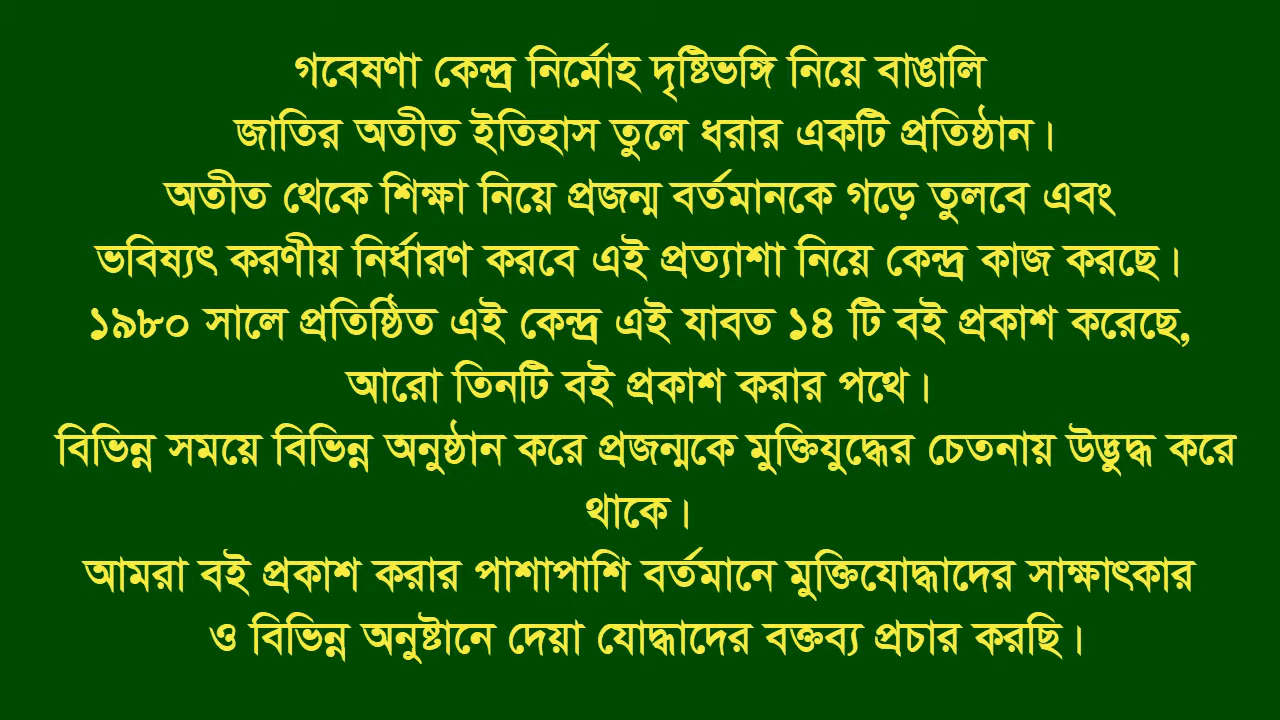 গবেষণা কেন্দ্র নির্মোহ দৃষ্টিভঙ্গি নিয়ে বাঙালি
জাতির অতীত ইতিহাস তুলে ধরার একটি প্রতিষ্ঠান।
অতীত থেকে শিক্ষা নিয়ে প্রজন্ম বর্তমানকে গড়ে তুলবে এবং
ভবিষ্যৎ করণীয় নির্ধারণ করবে এই প্রত্যাশা নিয়ে কেন্দ্র কাজ করছে।
১৯৮০ সালে প্রতিষ্ঠিত এই কেন্দ্র এই যাবত ১৪ টি বই প্রকাশ করেছে,
আরো তিনটি বই প্রকাশ করার পথে।
বিভিন্ন সময়ে বিভিন্ন অনুষ্ঠান করে প্রজন্মকে মুক্তিযুদ্ধের চেতনায় উদ্ভুদ্ধ করে
থাকে।
আমরা বই প্রকাশ করার পাশাপাশি বর্তমানে মুক্তিযোদ্ধাদের সাক্ষাৎকার
ও বিভিন্ন অনুষ্টানে দেয়া যোদ্ধাদের বক্তব্য প্রচার করছি।